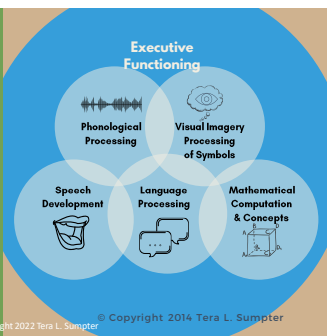 Executive
Functioning
Phonological
Processing
Visual Imagery
Processing
of Symbols
Speech
Development
Language
Processing
Mathematical
Computation
& Concepts
© Copyright 2014 Tera L. Sumpter
ght 2022 Tera L. Sumpter